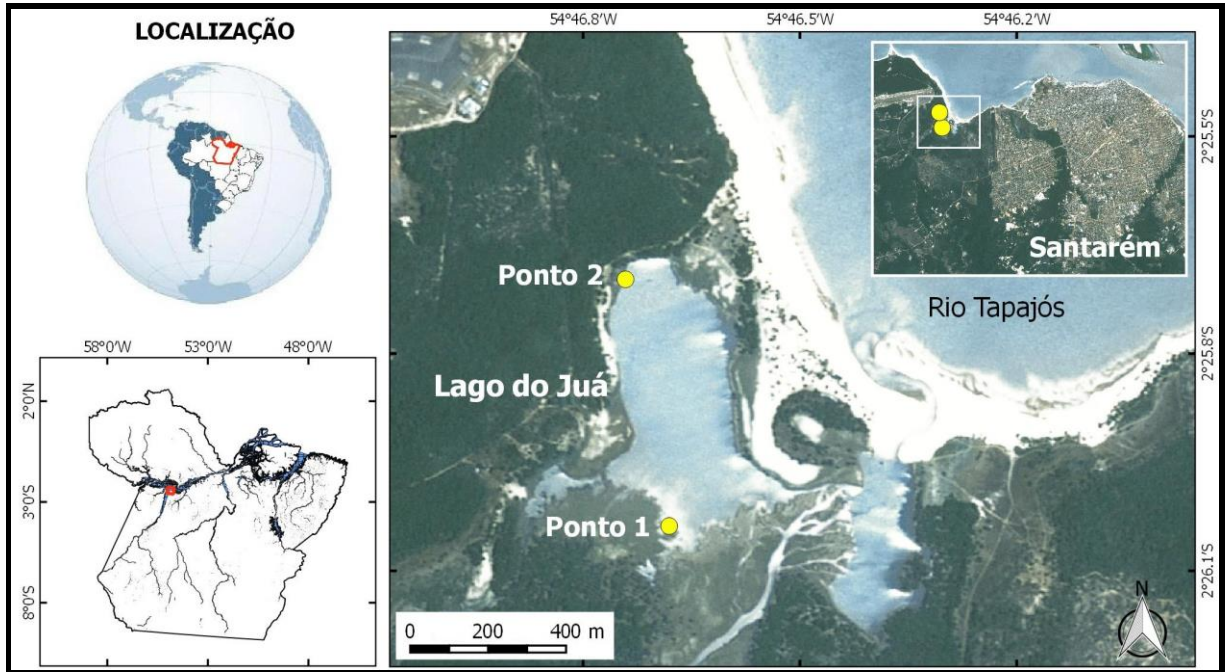 LOCALIZAÇÃO
58°0'W 53°0'W 48°0'W
2°0'N
3°0'S
8°0'S
54°46.8'W 54°46.5'W 54°46.2'W
2°25.5'S
2°25.8'S
2°26.1'S
Santarém
Rio Tapajós
Ponto 2
Lago do Juá
Ponto 1
0 200 400 m
N